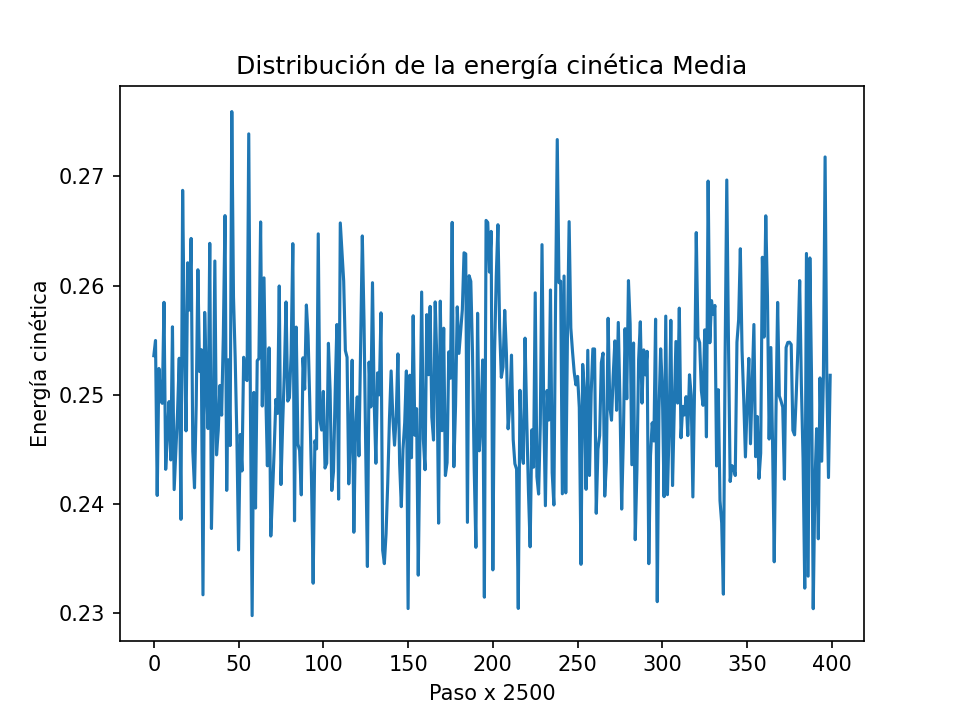 Distribución de la energía cinética Media
Energía cinética
0.27
0.26
0.25
0.24
0.23
0 50 100 150 200 250 300 350 400
Paso x 2500